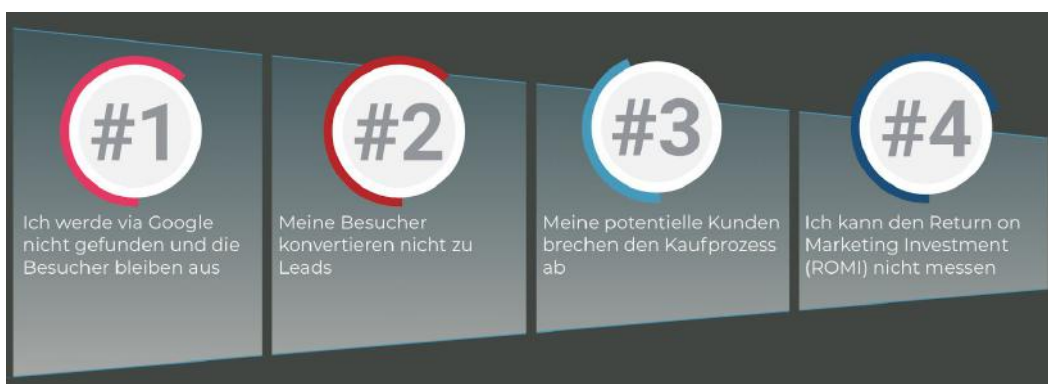 #1
Ich werde via Google
nicht gefunden und die
Besucher bleiben aus
#2
Meine Besucher
konvertieren nicht zu
Leads
#3
Meine potentielle Kunden
brechen den Kaufprozess
ab
#4
Ich kann den Return on
Marketing Investment
(ROMI) nicht messen